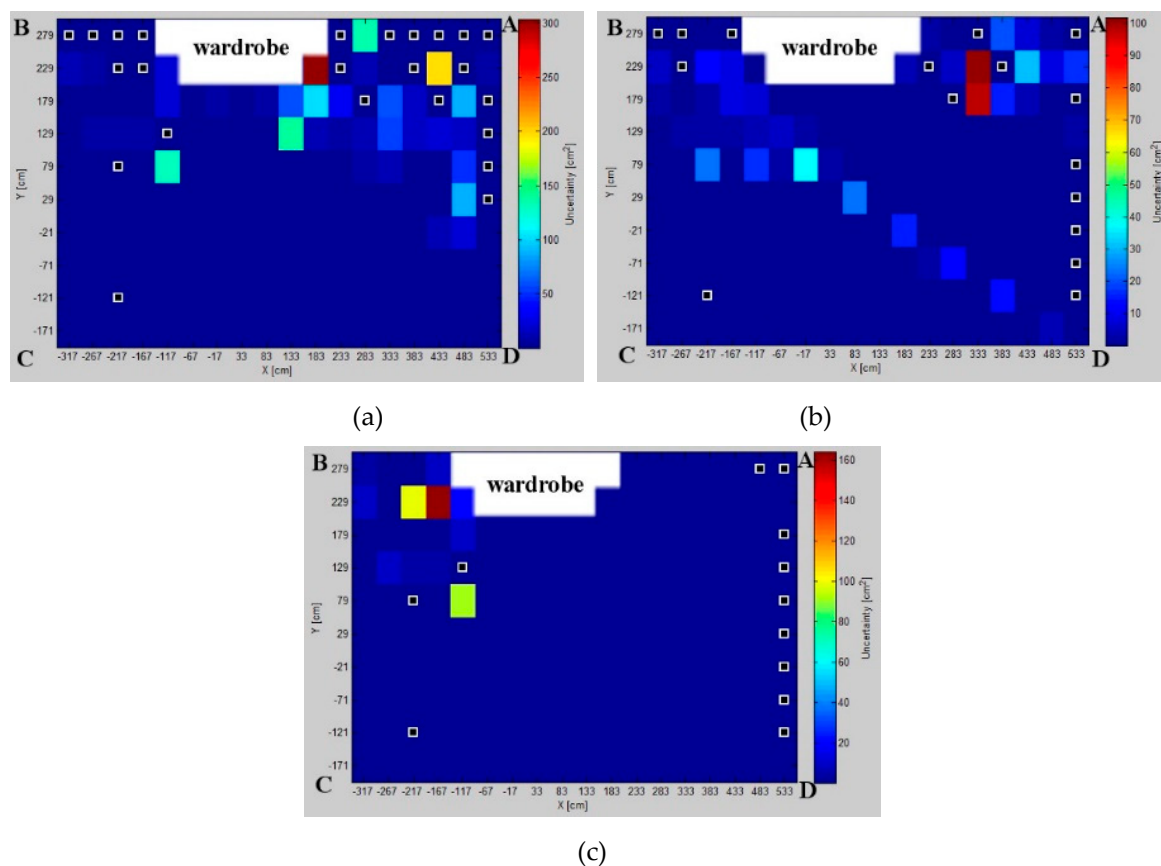 B A
wardrobe
279
229
179
129
79
29
-21
-71
-121
-171
Y [cm]
C D
-317 -267 -217 -167 -117 -67 -17 33 83 133 183 233 283 333 383 433 483 533
X [cm]
300
250
200
150
100
50
Uncertainty [cm²]
(a)
B A
wardrobe
279
229
179
129
79
29
-21
-71
-121
-171
Y [cm]
C D
-317 -267 -217 -167 -117 -67 -17 33 83 133 183 233 283 333 383 433 483 533
X [cm]
100
90
80
70
60
50
40
30
20
10
Uncertainty [cm²]
(b)
B A
wardrobe
279
229
179
129
79
29
-21
-71
-121
-171
Y [cm]
C D
-317 -267 -217 -167 -117 -67 -17 33 83 133 183 233 283 333 383 433 483 533
X [cm]
160
140
120
100
80
60
40
20
Uncertainty [cm²]
(c)